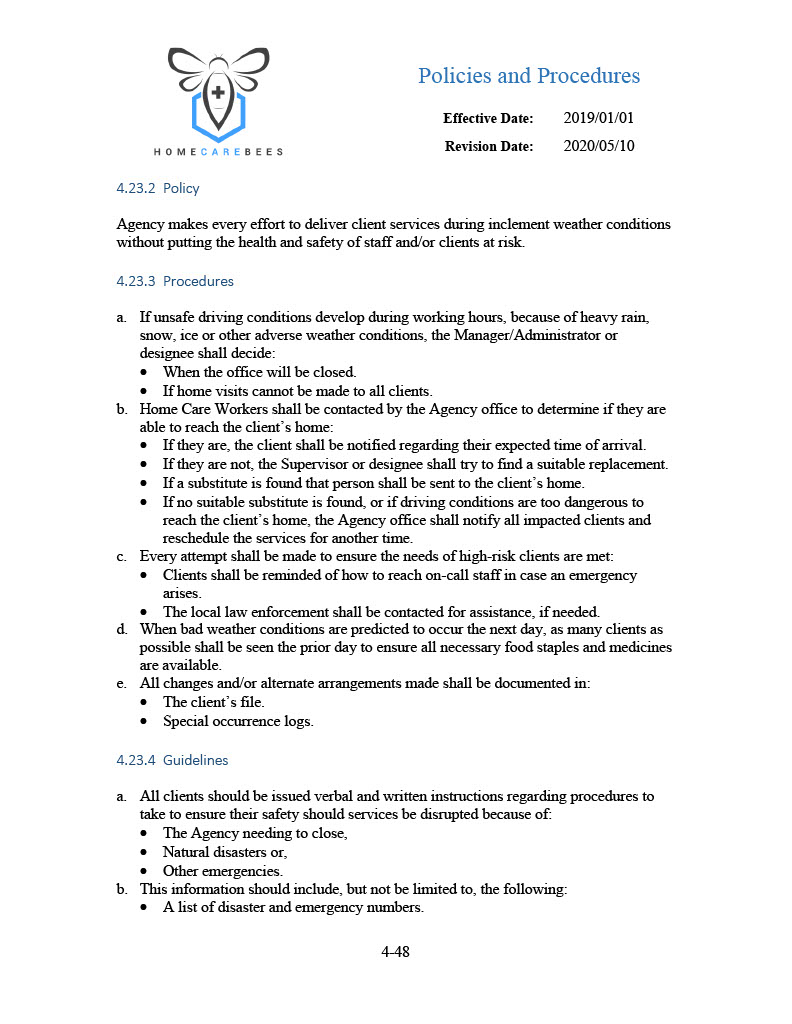 HOMECAREBEES
Policies and Procedures
Effective Date: 2019/01/01
Revision Date: 2020/05/10
4.23.2 Policy
Agency makes every effort to deliver client services during inclement weather conditions
without putting the health and safety of staff and/or clients at risk.
4.23.3 Procedures
a. If unsafe driving conditions develop during working hours, because of heavy rain,
snow, ice or other adverse weather conditions, the Manager/Administrator or
designee shall decide:
• When the office will be closed.
• If home visits cannot be made to all clients.
b. Home Care Workers shall be contacted by the Agency office to determine if they are
able to reach the client’s home:
• If they are, the client shall be notified regarding their expected time of arrival.
• If they are not, the Supervisor or designee shall try to find a suitable replacement.
• If a substitute is found that person shall be sent to the client’s home.
• If no suitable substitute is found, or if driving conditions are too dangerous to
reach the client’s home, the Agency office shall notify all impacted clients and
reschedule the services for another time.
c. Every attempt shall be made to ensure the needs of high-risk clients are met:
• Clients shall be reminded of how to reach on-call staff in case an emergency
arises.
• The local law enforcement shall be contacted for assistance, if needed.
d. When bad weather conditions are predicted to occur the next day, as many clients as
possible shall be seen the prior day to ensure all necessary food staples and medicines
are available.
e. All changes and/or alternate arrangements made shall be documented in:
• The client’s file.
• Special occurrence logs.
4.23.4 Guidelines
a. All clients should be issued verbal and written instructions regarding procedures to
take to ensure their safety should services be disrupted because of:
• The Agency needing to close,
• Natural disasters or,
• Other emergencies.
b. This information should include, but not be limited to, the following:
• A list of disaster and emergency numbers.
4-48